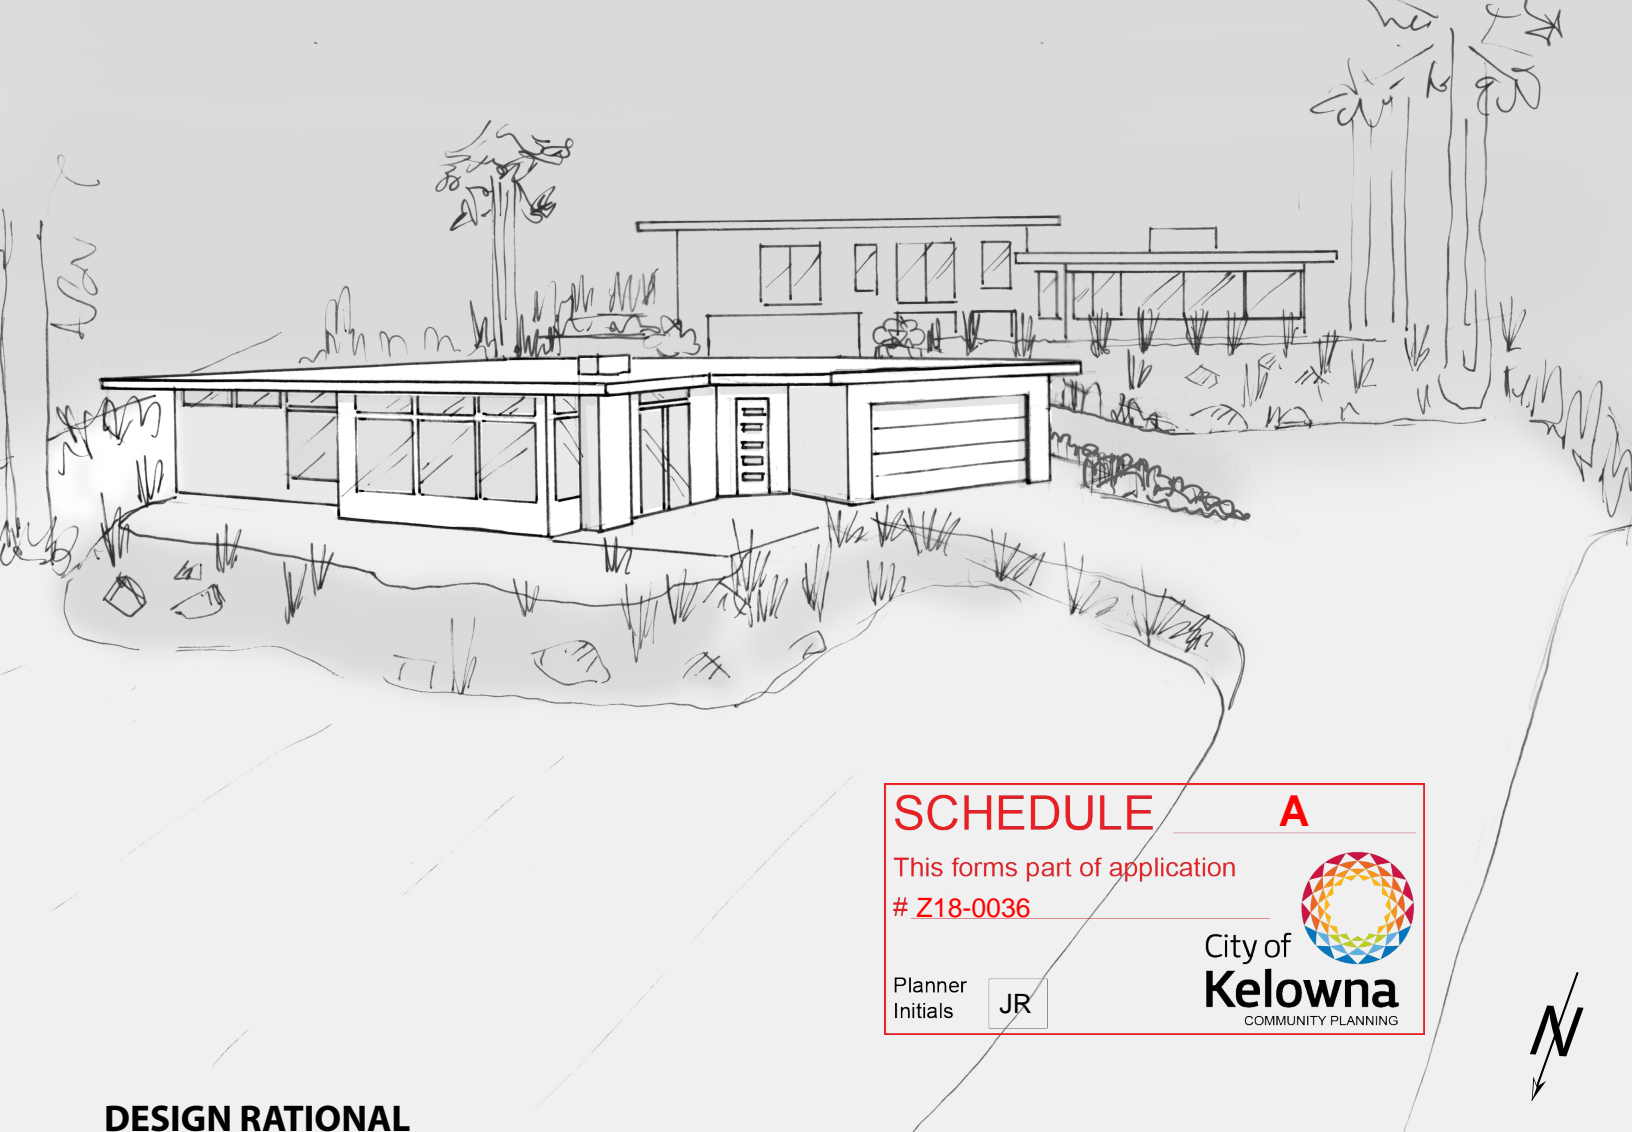 SCHEDULE A
This forms part of application
# Z18-0036
City of
Kelowna
COMMUNITY PLANNING
Planner
Initials
JR
N
DESIGN RATIONAL